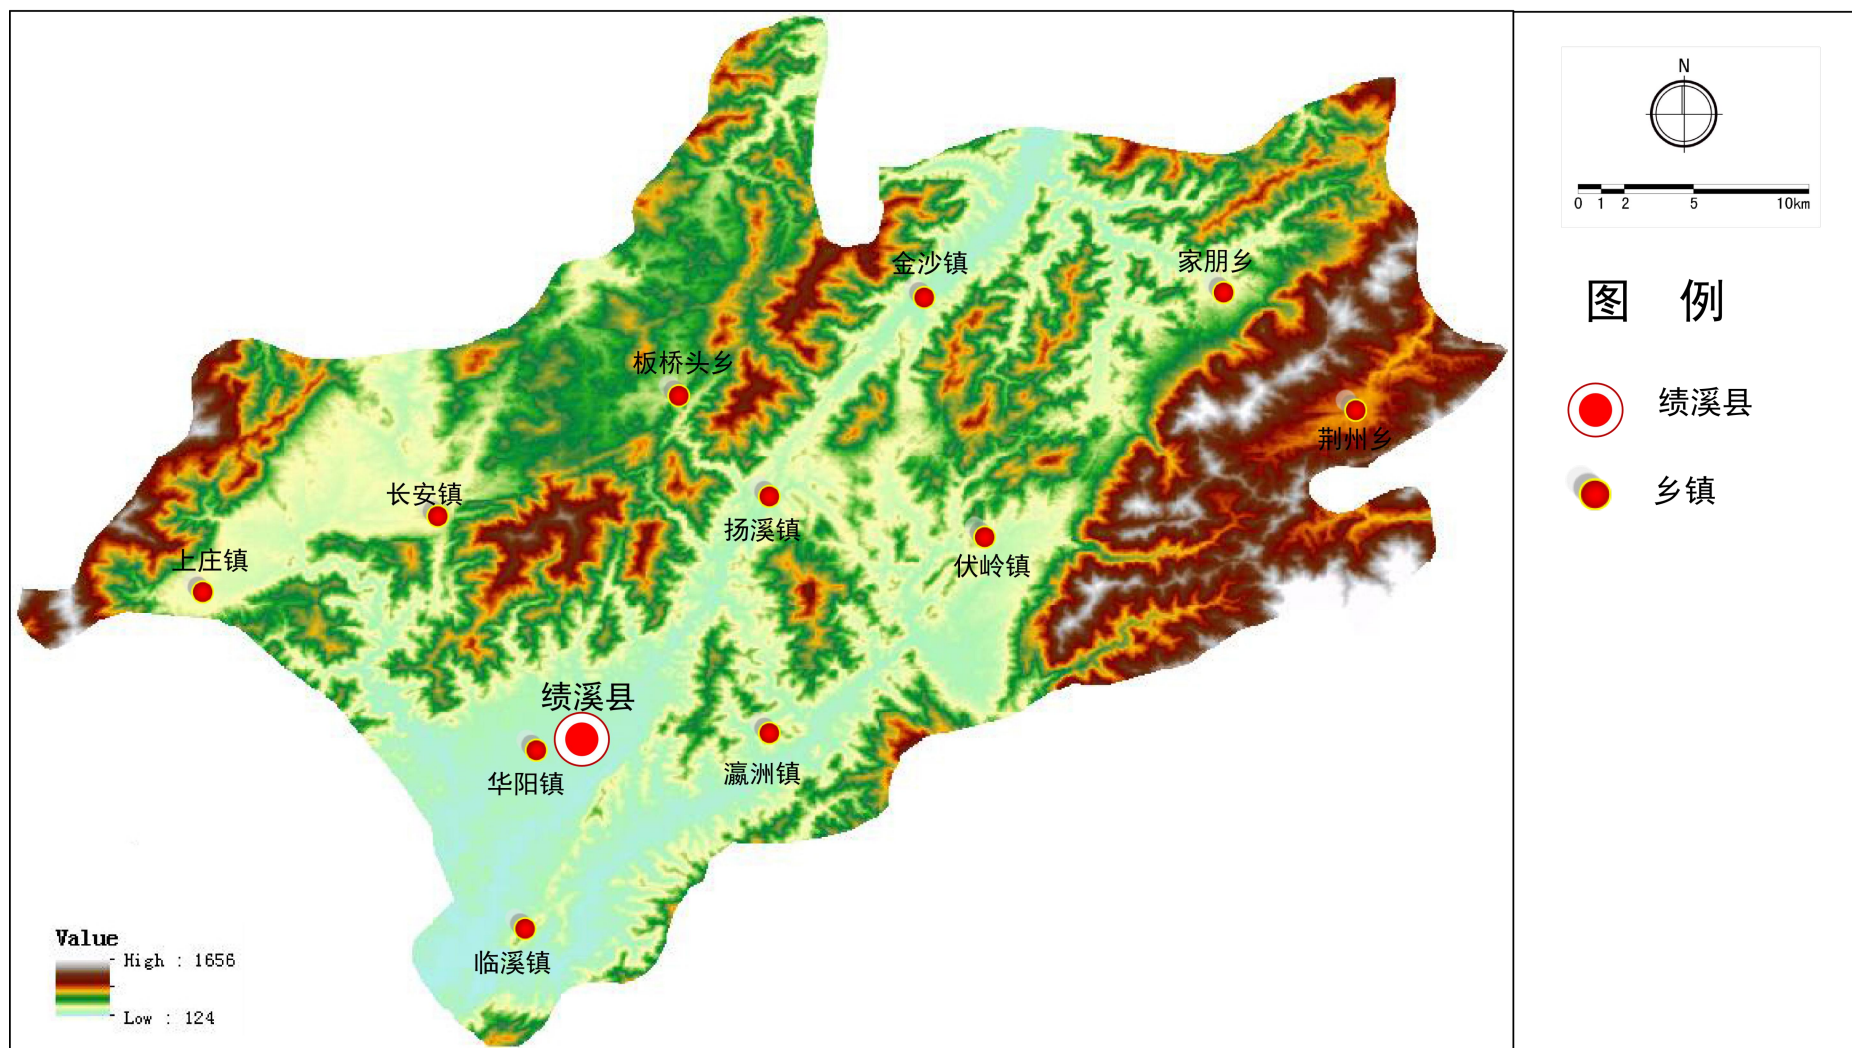 N
0 1 2 5 10km
金沙镇
家朋乡
图 例
板桥头乡
绩溪县
荆州乡
长安镇
乡镇
扬溪镇
上庄镇
伏岭镇
绩溪县
华阳镇
瀛洲镇
临溪镇
Value
High : 1656
Low : 124